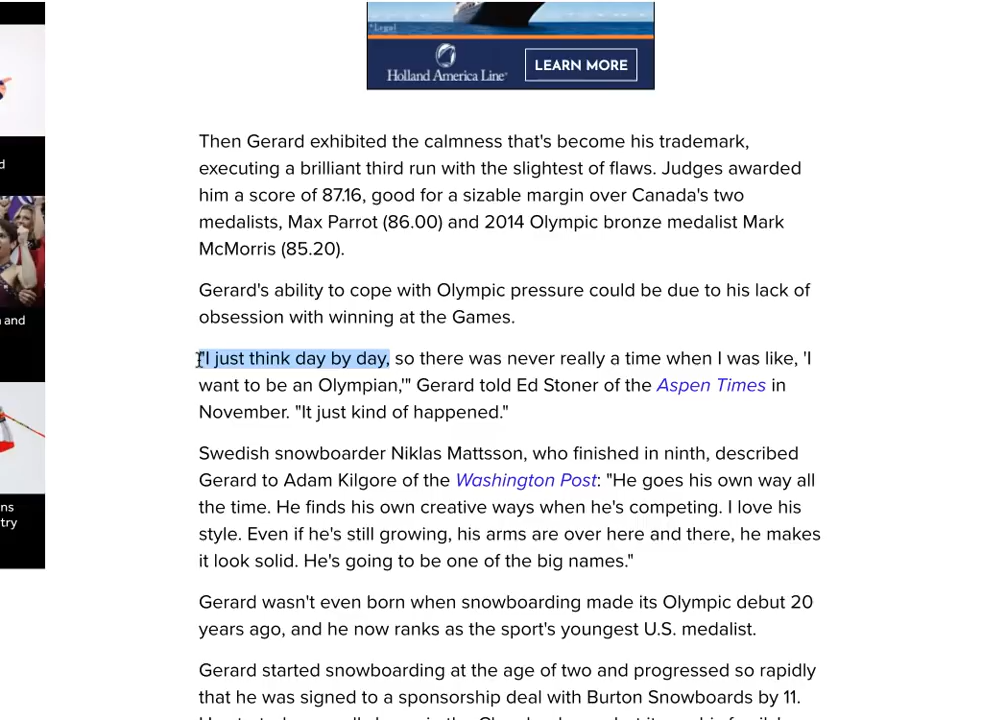 *Legal
Holland America Line
LEARN MORE
Then Gerard exhibited the calmness that's become his trademark,
executing a brilliant third run with the slightest of flaws. Judges awarded
him a score of 87.16, good for a sizable margin over Canada's two
medalists, Max Parrot (86.00) and 2014 Olympic bronze medalist Mark
McMorris (85.20).
Gerard's ability to cope with Olympic pressure could be due to his lack of
obsession with winning at the Games.
"I just think day by day, so there was never really a time when I was like, 'I
want to be an Olympian,'" Gerard told Ed Stoner of the Aspen Times in
November. "It just kind of happened."
Swedish snowboarder Niklas Mattsson, who finished in ninth, described
Gerard to Adam Kilgore of the Washington Post: "He goes his own way all
the time. He finds his own creative ways when he's competing. I love his
style. Even if he's still growing, his arms are over here and there, he makes
it look solid. He's going to be one of the big names."
Gerard wasn't even born when snowboarding made its Olympic debut 20
years ago, and he now ranks as the sport's youngest U.S. medalist.
Gerard started snowboarding at the age of two and progressed so rapidly
that he was signed to a sponsorship deal with Burton Snowboards by 11.
d
and
ns
try